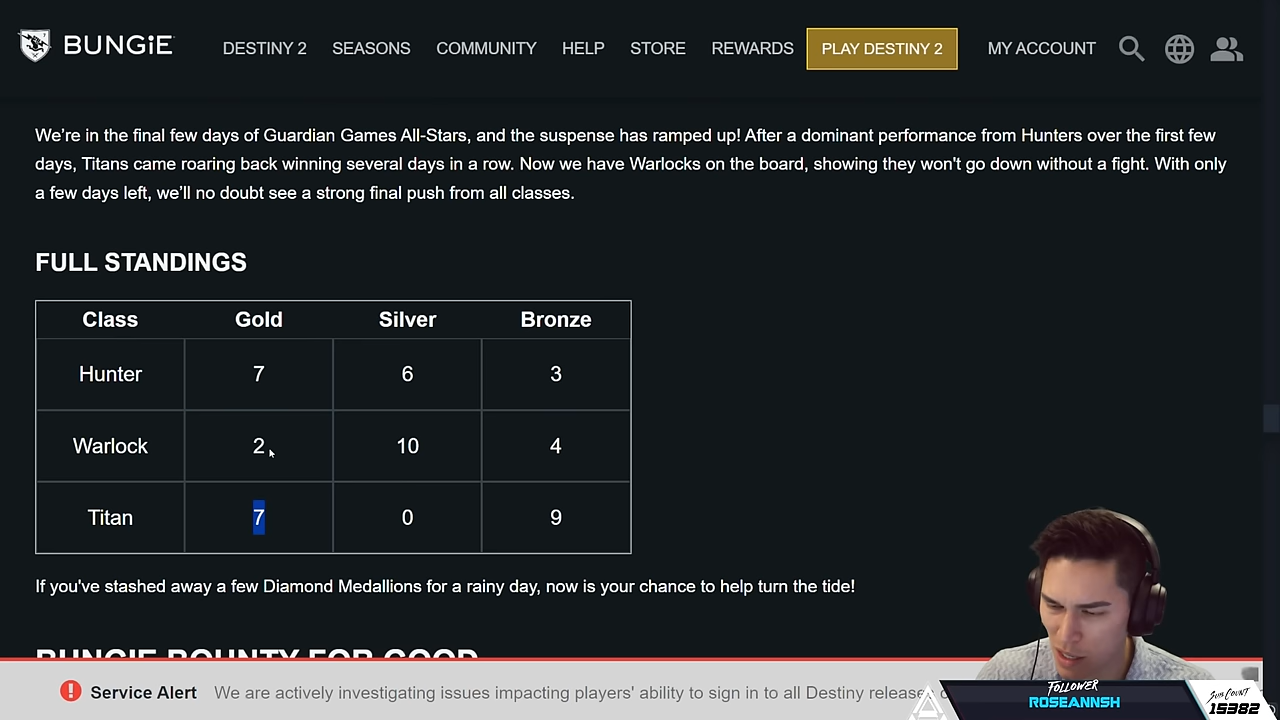 BUNGiE DESTINY 2 SEASONS COMMUNITY HELP STORE REWARDS PLAY DESTINY 2 MY ACCOUNT
We're in the final few days of Guardian Games All-Stars, and the suspense has ramped up! After a dominant performance from Hunters over the first few
days, Titans came roaring back winning several days in a row. Now we have Warlocks on the board, showing they won't go down without a fight. With only
a few days left, we'll no doubt see a strong final push from all classes.
FULL STANDINGS
Class Gold Silver Bronze
Hunter 7 6 3
Warlock 2 10 4
Titan 7 0 9
If you've stashed away a few Diamond Medallions for a rainy day, now is your chance to help turn the tide!
BUNGIE BOUNTY FOR GOOD
Service Alert We are actively investigating issues impacting players' ability to sign in to all Destiny release
FOLLOWER
ROSEANNSH
SUB COUNT
15382